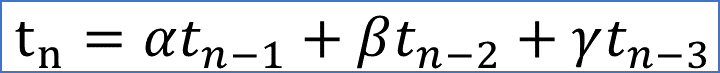 tₙ = αtₙ₋₁ + βtₙ₋₂ + γtₙ₋₃